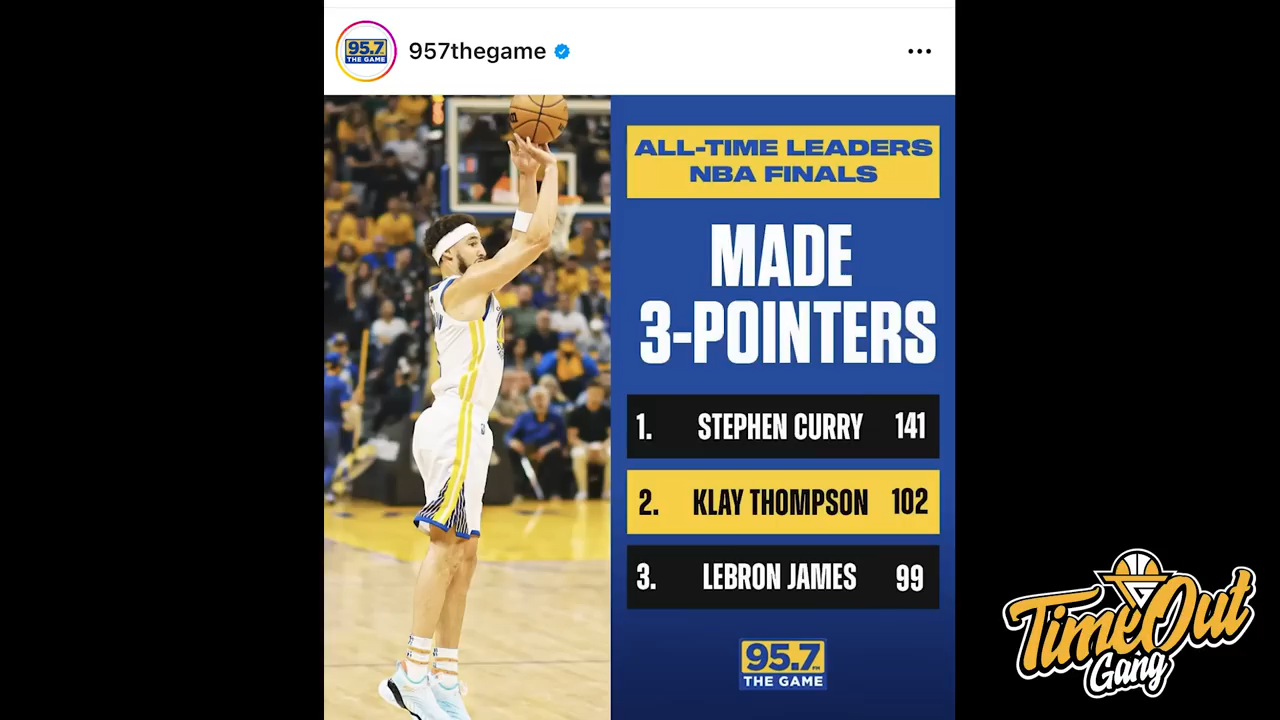 95.7
THE GAME
957thegame
ALL-TIME LEADERS
NBA FINALS
MADE
3-POINTERS
1. STEPHEN CURRY 141
2. KLAY THOMPSON 102
3. LEBRON JAMES 99
95.7 FM
THE GAME
TimeOut
Gang